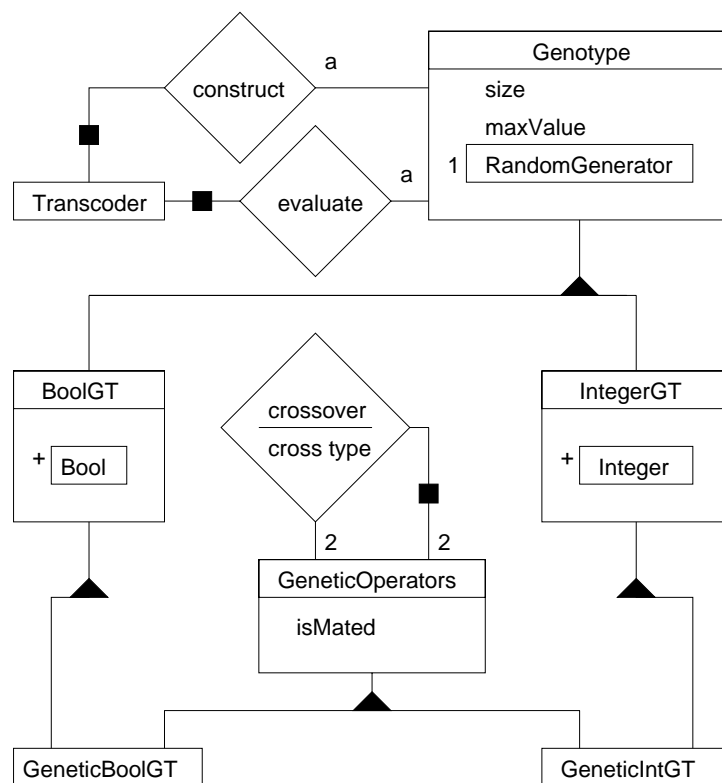 Genotype
a
construct
size
maxValue
1
RandomGenerator
a
Transcoder
evaluate
BoolGT
IntegerGT
crossover
cross type
+
Bool
+
Integer
2
2
GeneticOperators
isMated
GeneticBoolGT
GeneticIntGT